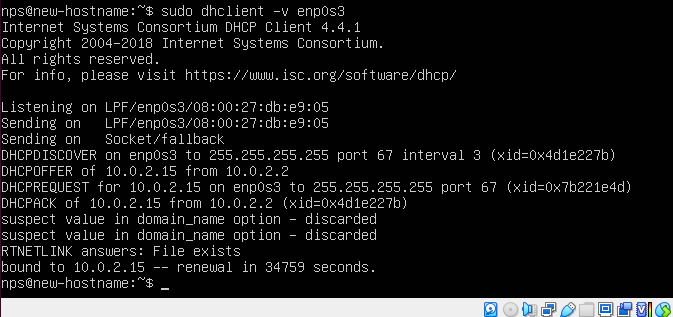 nps@new-hostname:~$ sudo dhclient -v enp0s3
Internet Systems Consortium DHCP Client 4.4.1
Copyright 2004-2018 Internet Systems Consortium.
All rights reserved.
For info, please visit https://www.isc.org/software/dhcp/

Listening on LPF/enp0s3/08:00:27:db:e9:05
Sending on   LPF/enp0s3/08:00:27:db:e9:05
Sending on   Socket/fallback
DHCPDISCOVER on enp0s3 to 255.255.255.255 port 67 interval 3 (xid=0x4d1e227b)
DHCPOFFER of 10.0.2.15 from 10.0.2.2
DHCPREQUEST for 10.0.2.15 on enp0s3 to 255.255.255.255 port 67 (xid=0x7b221e4d)
DHCPACK of 10.0.2.15 from 10.0.2.2 (xid=0x4d1e227b)
suspect value in domain_name option - discarded
suspect value in domain_name option - discarded
RTNETLINK answers: File exists
bound to 10.0.2.15 -- renewal in 34759 seconds.
nps@new-hostname:~$ _